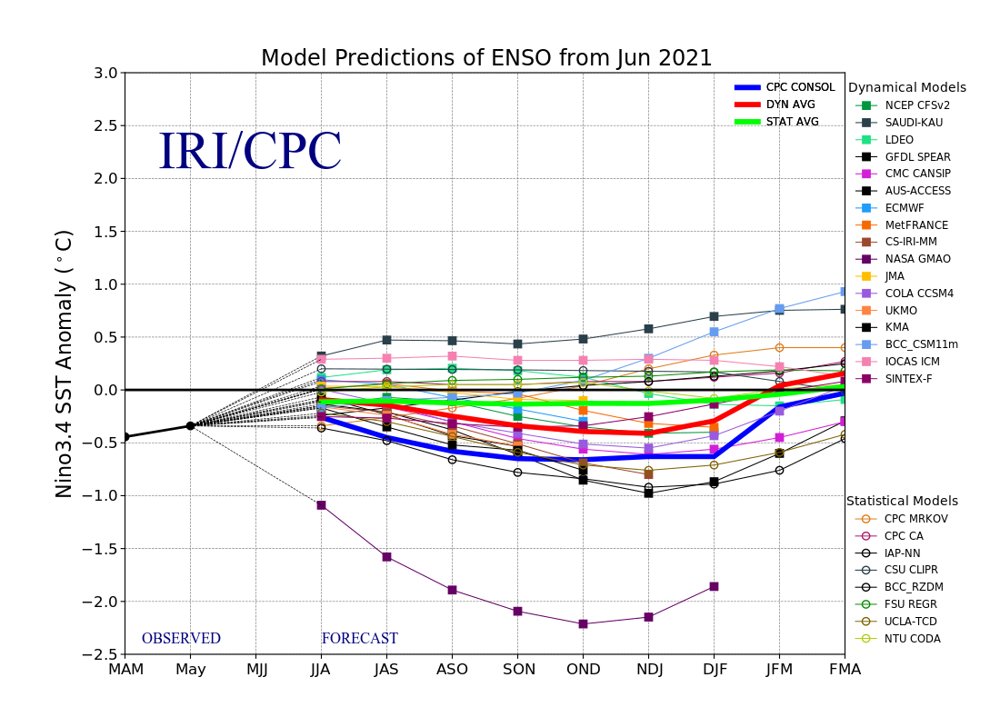 Model Predictions of ENSO from Jun 2021
3.0
2.5
2.0
1.5
1.0
0.5
0.0
−0.5
−1.0
−1.5
−2.0
−2.5
Nino3.4 SST Anomaly (°C)
IRI/CPC
CPC CONSOL
DYN AVG
STAT AVG
OBSERVED
FORECAST
MAM May MJJ JJA JAS ASO SON OND NDJ DJF JFM FMA
Dynamical Models
NCEP CFSv2
SAUDI-KAU
LDEO
GFDL SPEAR
CMC CANSIP
AUS-ACCESS
ECMWF
MetFRANCE
CS-IRI-MM
NASA GMAO
JMA
COLA CCSM4
UKMO
KMA
BCC_CSM11m
IOCAS ICM
SINTEX-F
Statistical Models
CPC MRKOV
CPC CA
IAP-NN
CSU CLIPR
BCC_RZDM
FSU REGR
UCLA-TCD
NTU CODA